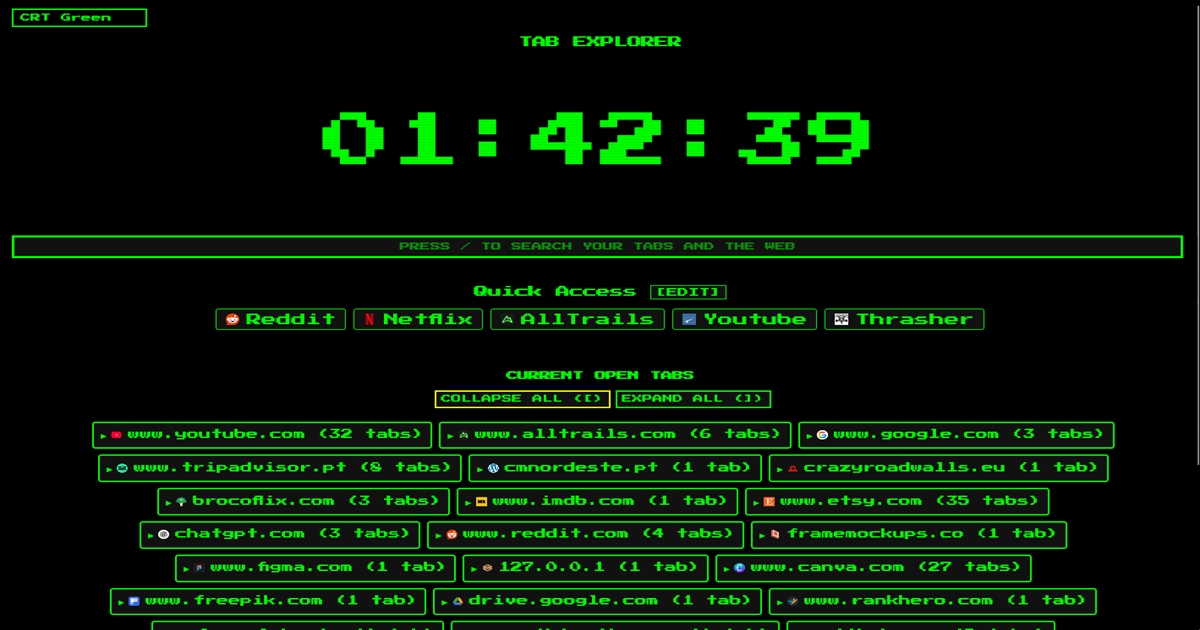 CRT Green
TAB EXPLORER
01:42:39
PRESS / TO SEARCH YOUR TABS AND THE WEB
Quick Access [EDIT]
Reddit Netflix AllTrails Youtube Thrasher
CURRENT OPEN TABS
COLLAPSE ALL ([) EXPAND ALL (])
www.youtube.com (32 tabs) www.alltrails.com (6 tabs) www.google.com (3 tabs)
www.tripadvisor.pt (8 tabs) cmnordeste.pt (1 tab) crazyroadwalls.eu (1 tab)
brocoflix.com (3 tabs) www.imdb.com (1 tab) www.etsy.com (35 tabs)
chatgpt.com (3 tabs) www.reddit.com (4 tabs) framemockups.co (1 tab)
www.figma.com (1 tab) 127.0.0.1 (1 tab) www.canva.com (27 tabs)
www.freepik.com (1 tab) drive.google.com (1 tab) www.rankhero.com (1 tab)